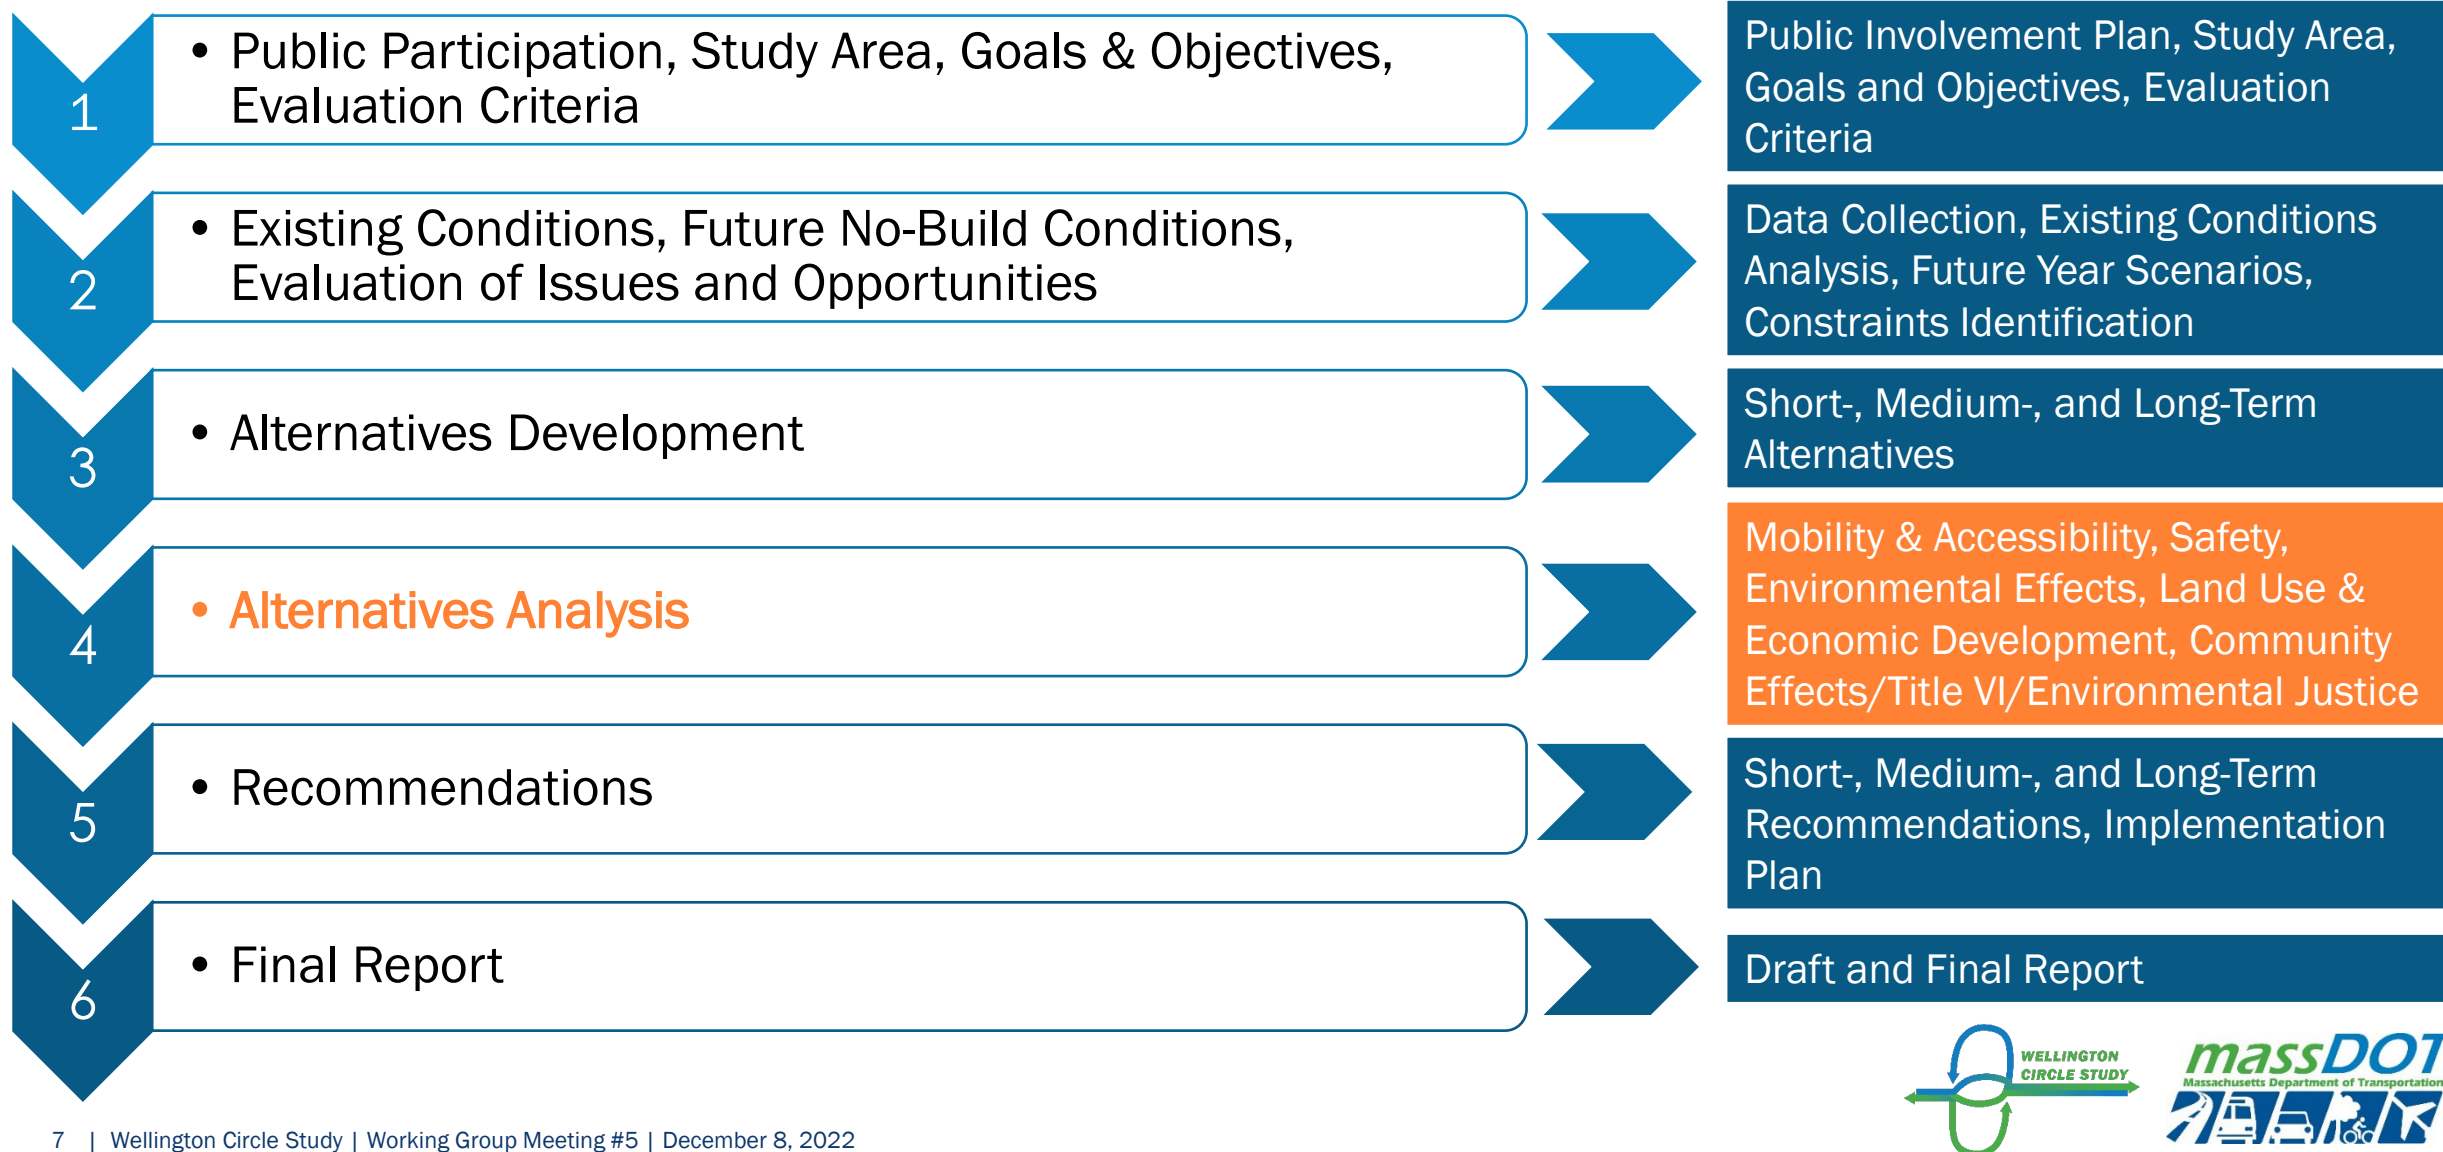 1
• Public Participation, Study Area, Goals & Objectives,
Evaluation Criteria
Public Involvement Plan, Study Area,
Goals and Objectives, Evaluation
Criteria
2
• Existing Conditions, Future No-Build Conditions,
Evaluation of Issues and Opportunities
Data Collection, Existing Conditions
Analysis, Future Year Scenarios,
Constraints Identification
3
• Alternatives Development
Short-, Medium-, and Long-Term
Alternatives
4
• Alternatives Analysis
Mobility & Accessibility, Safety,
Environmental Effects, Land Use &
Economic Development, Community
Effects/Title VI/Environmental Justice
5
• Recommendations
Short-, Medium-, and Long-Term
Recommendations, Implementation
Plan
6
• Final Report
Draft and Final Report
WELLINGTON
CIRCLE STUDY
massDOT
Massachusetts Department of Transportation
7 | Wellington Circle Study | Working Group Meeting #5 | December 8, 2022